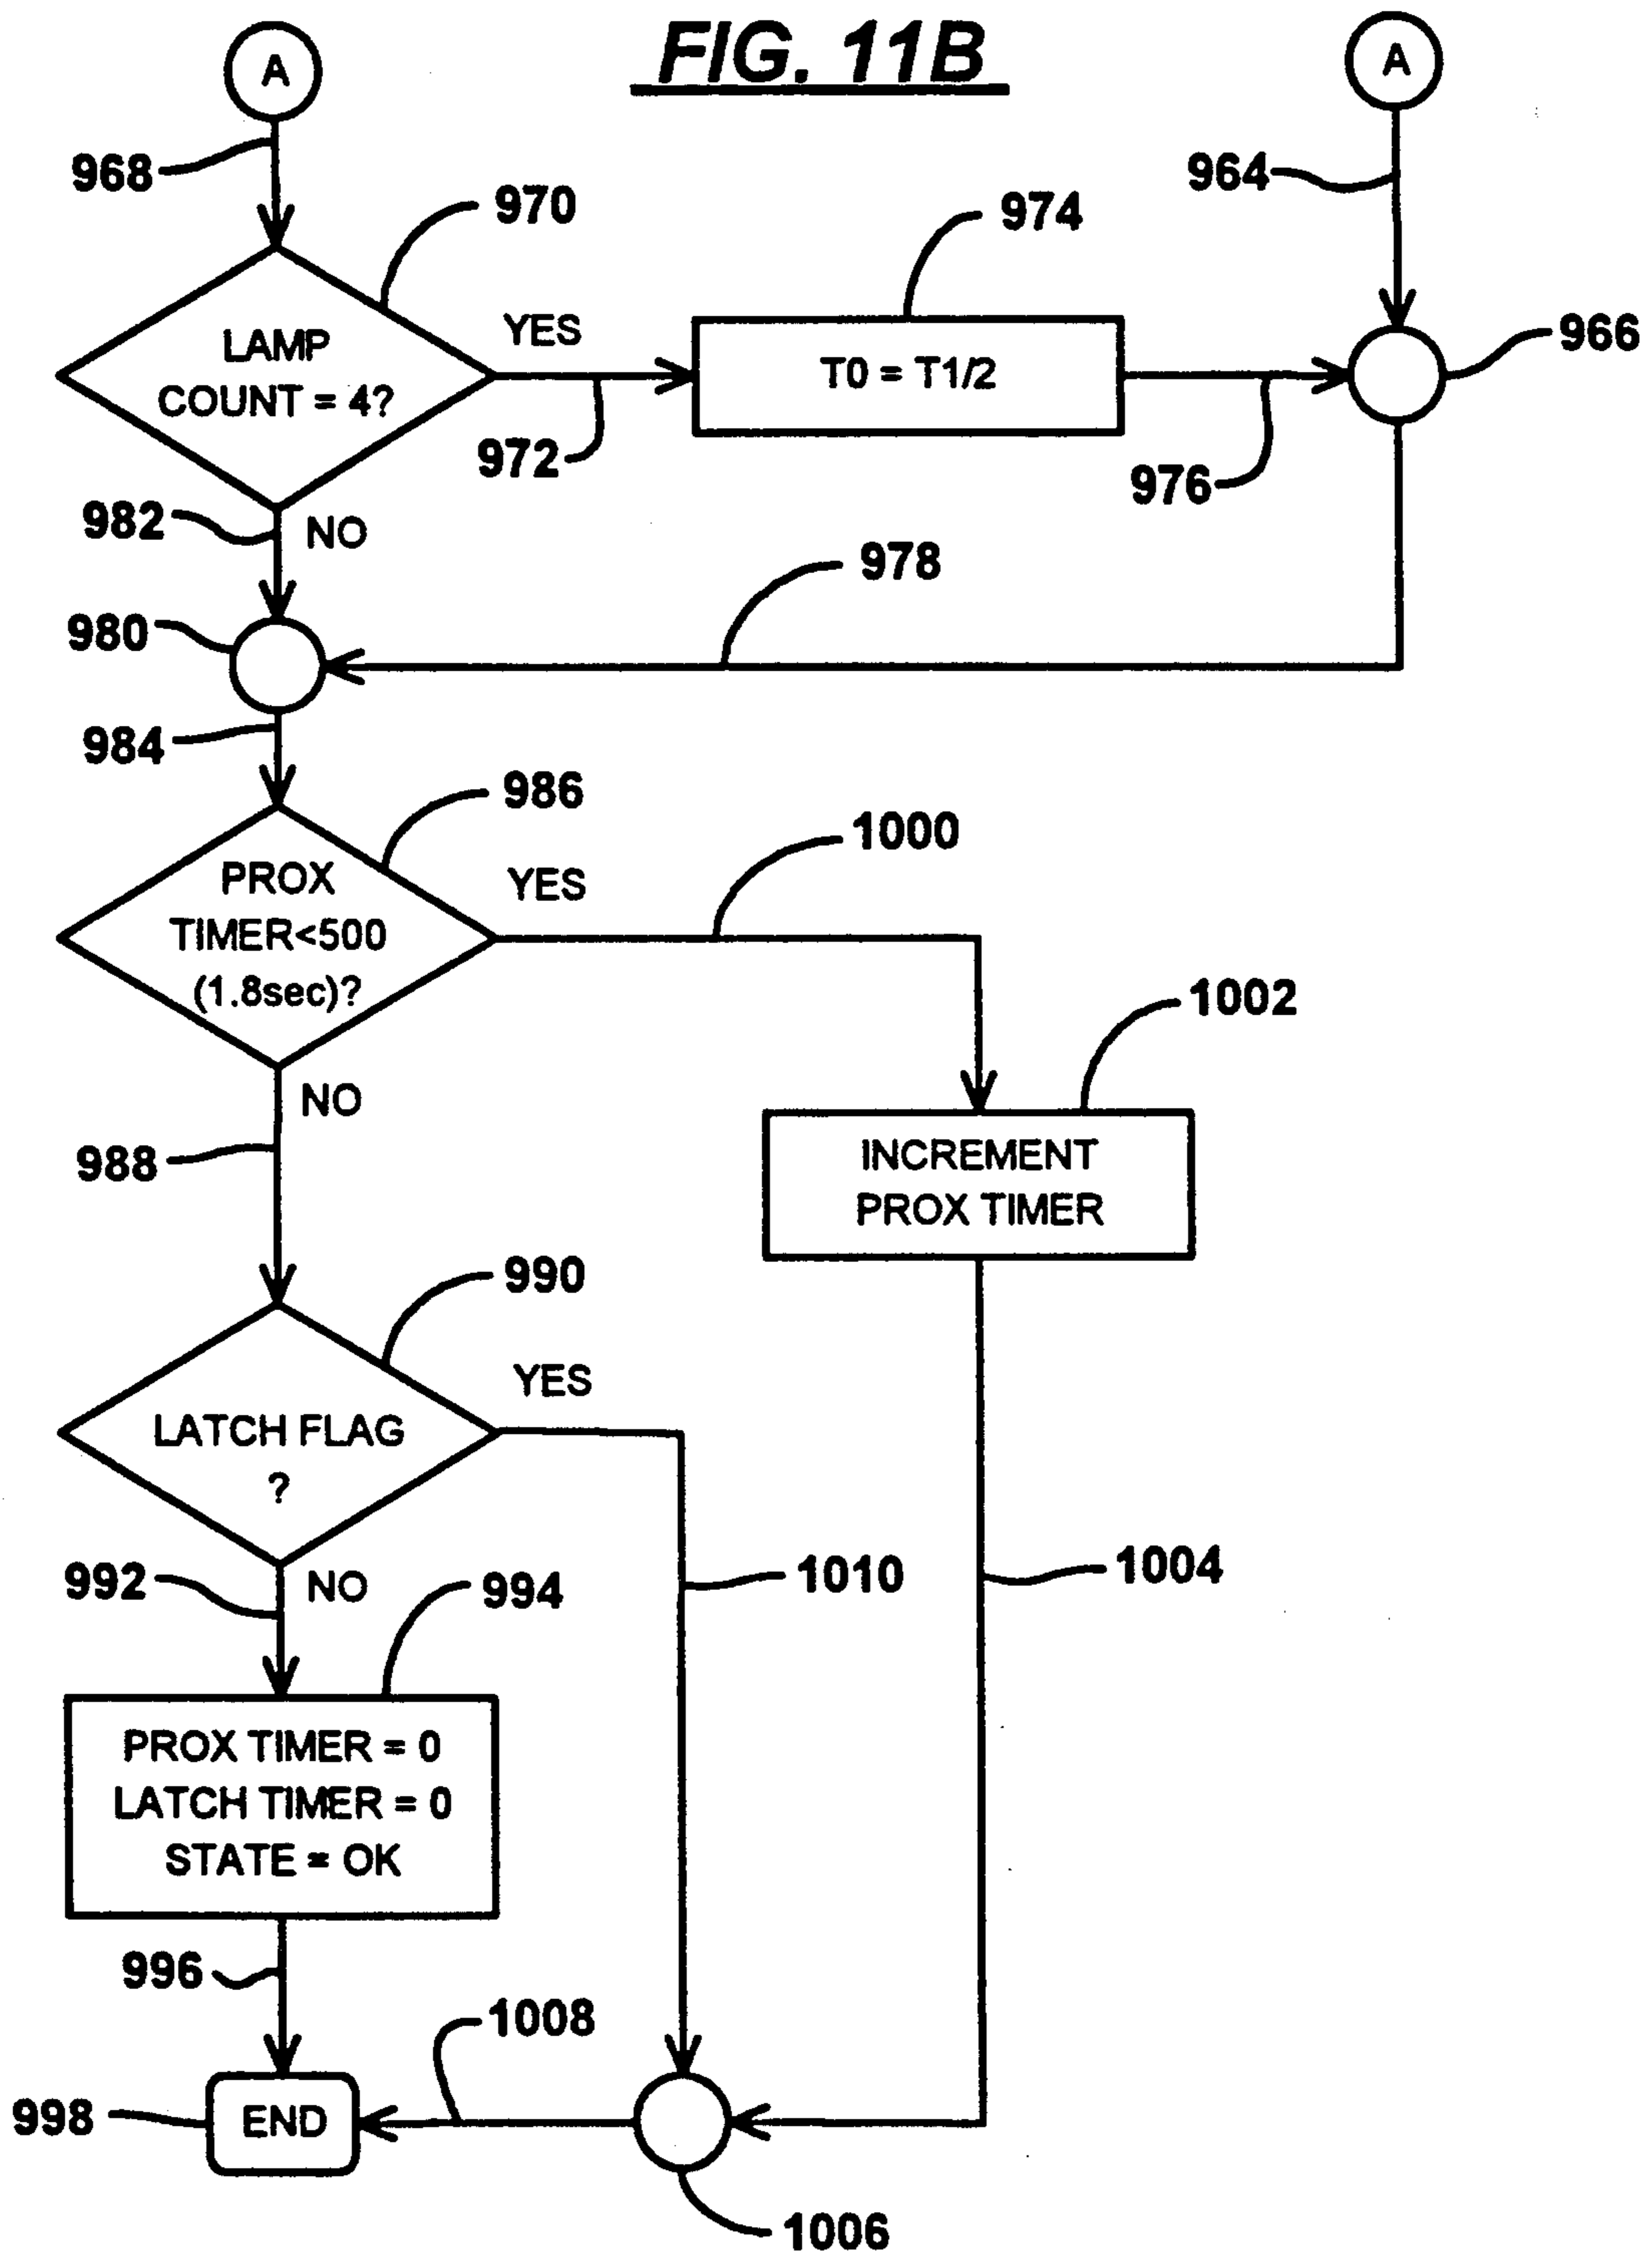 FIG. 11B
A
A
968
964
970
974
YES
LAMP
COUNT = 4?
T0 = T1/2
966
972
976
982
NO
978
980
984
986
1000
YES
PROX
TIMER<500
(1.8sec)?
1002
NO
988
INCREMENT
PROX TIMER
990
YES
LATCH FLAG
?
992
NO
994
1010
1004
PROX TIMER = 0
LATCH TIMER = 0
STATE = OK
996
1008
998
END
1006